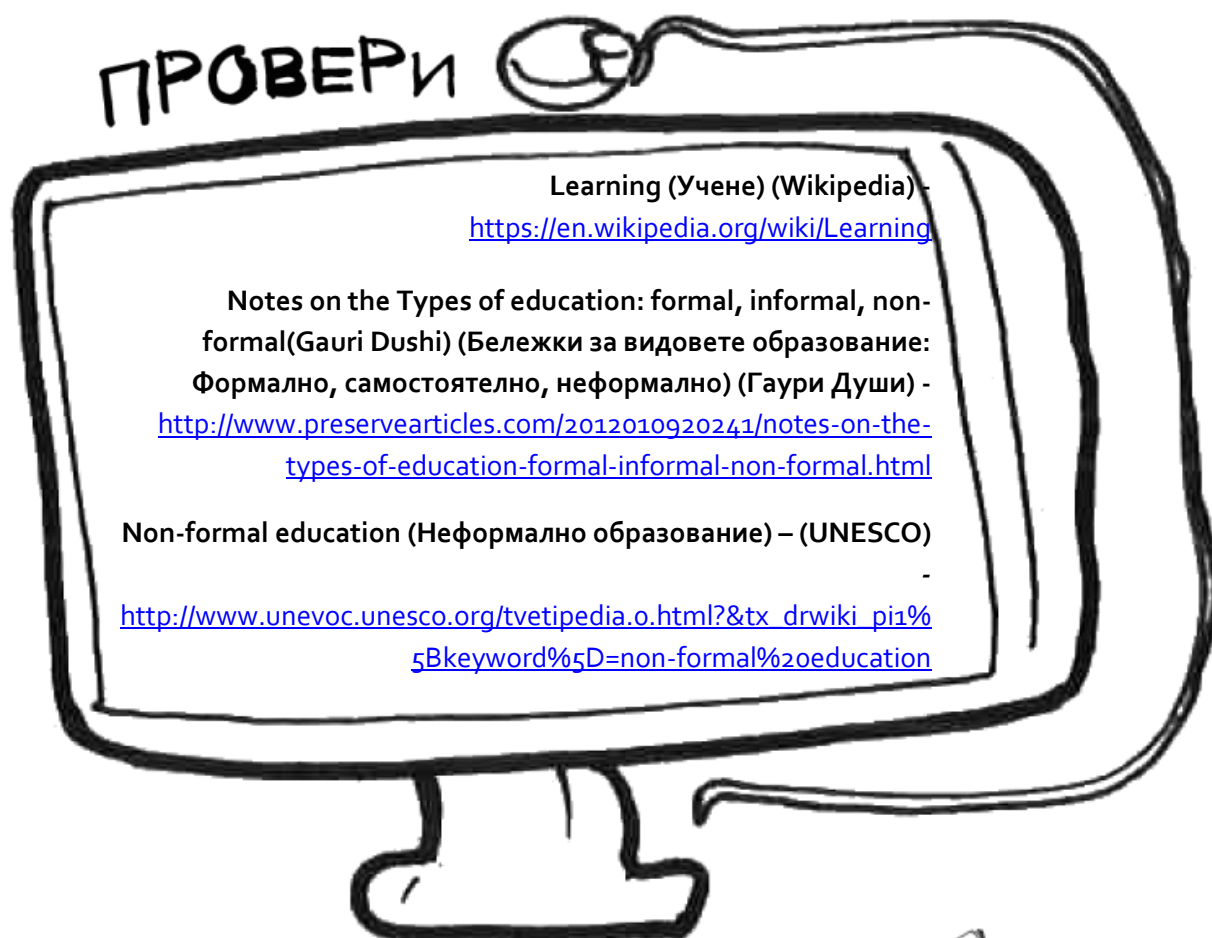 ПРОВЕРИ
Learning (Учене) (Wikipedia) -
https://en.wikipedia.org/wiki/Learning
Notes on the Types of education: formal, informal, non-
formal(Gauri Dushi) (Бележки за видовете образование:
Формално, самостоятелно, неформално) (Гаури Души) -
http://www.preservearticles.com/2012010920241/notes-on-the-
types-of-education-formal-informal-non-formal.html
Non-formal education (Неформално образование) – (UNESCO)
-
http://www.unevoc.unesco.org/tvetipedia.0.html?&tx_drwiki_pi1%
5Bkeyword%5D=non-formal%20education